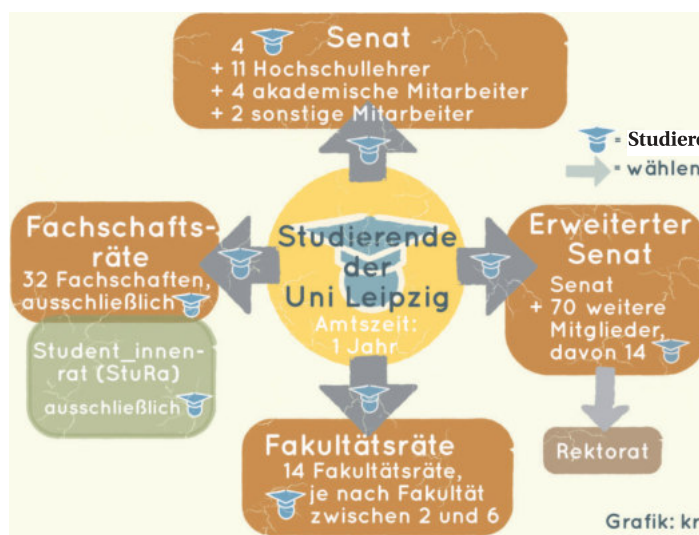 4 Senat
+ 11 Hochschullehrer
+ 4 akademische Mitarbeiter
+ 2 sonstige Mitarbeiter
= Studiere
= wählen
Fachschafts-
räte
32 Fachschaften,
ausschließlich
Student_innen-
rat (StuRa)
ausschließlich
Studierende
der
Uni Leipzig
Amtszeit:
1 Jahr
Erweiterter
Senat
Senat
+ 70 weitere
Mitglieder,
davon 14
Rektorat
Fakultätsräte
14 Fakultätsräte,
je nach Fakultät
zwischen 2 und 6
Grafik: kr